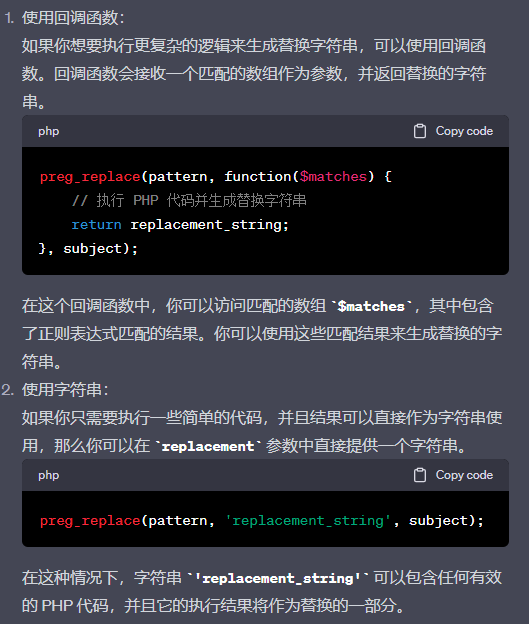 1. 使用回调函数:
如果你想要执行更复杂的逻辑来生成替换字符串，可以使用回调函
数。回调函数会接收一个匹配的数组作为参数，并返回替换的字符
串。
php Copy code
preg_replace(pattern, function($matches) {
    // 执行 PHP 代码并生成替换字符串
    return replacement_string;
}, subject);
在这个回调函数中，你可以访问匹配的数组 `$matches`，其中包含
了正则表达式匹配的结果。你可以使用这些匹配结果来生成替换的字
符串。
2. 使用字符串:
如果你只需要执行一些简单的代码，并且结果可以直接作为字符串使
用，那么你可以在 `replacement` 参数中直接提供一个字符串。
php Copy code
preg_replace(pattern, 'replacement_string', subject);
在这种情况下，字符串 `'replacement_string'` 可以包含任何有效
的 PHP 代码，并且它的执行结果将作为替换的一部分。